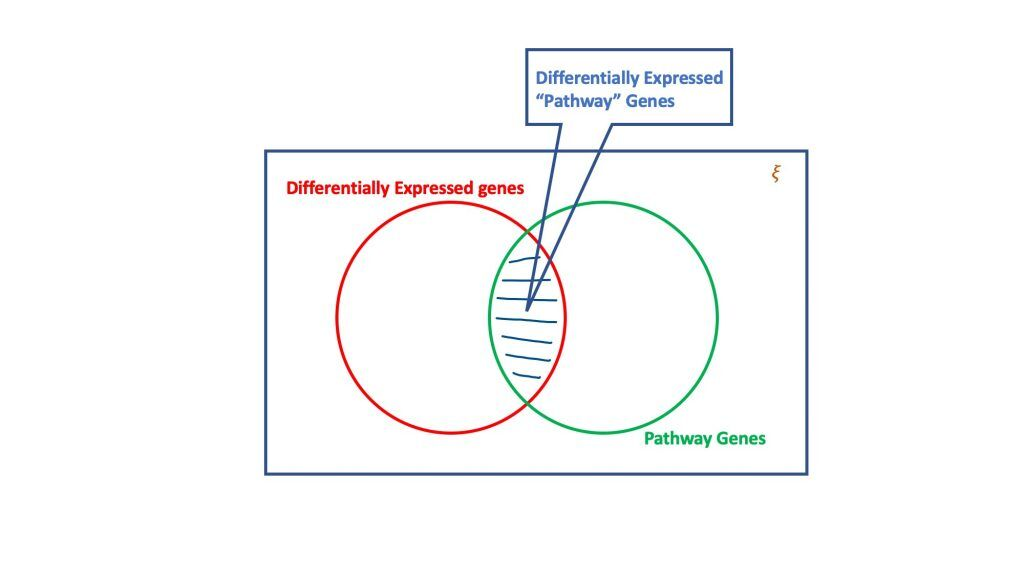 Differentially Expressed
“Pathway” Genes
ξ
Differentially Expressed genes
Pathway Genes